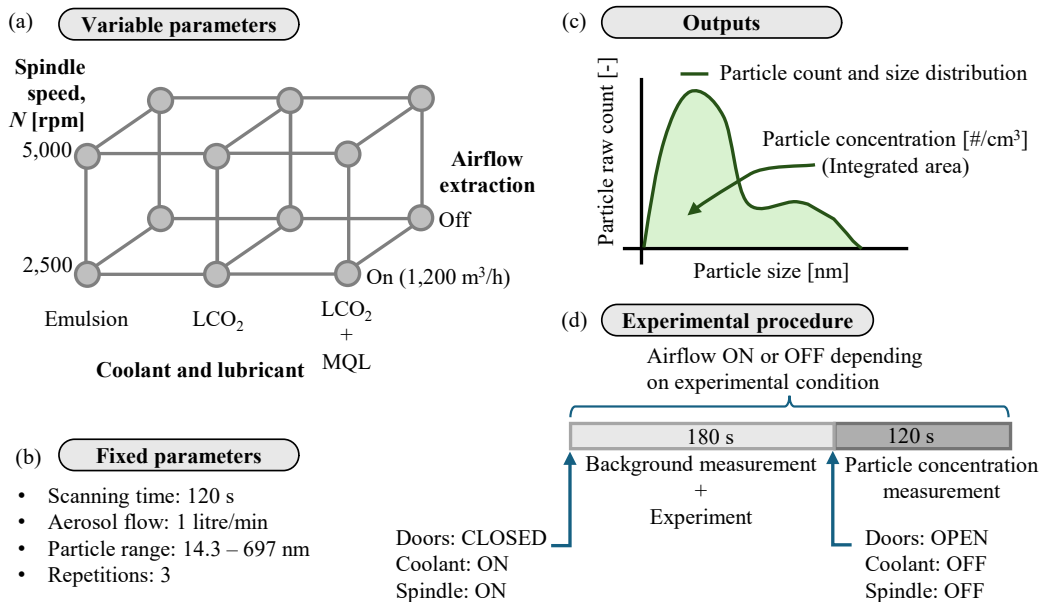 (a) Variable parameters
Spindle
speed,
N [rpm]
5,000
2,500
Airflow
extraction
Off
On (1,200 m³/h)
Emulsion
LCO₂
LCO₂
+
MQL
Coolant and lubricant
(b) Fixed parameters
• Scanning time: 120 s
• Aerosol flow: 1 litre/min
• Particle range: 14.3 – 697 nm
• Repetitions: 3
(c) Outputs
Particle raw count [-]
Particle count and size distribution
Particle concentration [#/cm³]
(Integrated area)
Particle size [nm]
(d) Experimental procedure
Airflow ON or OFF depending
on experimental condition
180 s
120 s
Background measurement
+
Experiment
Particle concentration
measurement
Doors: CLOSED
Coolant: ON
Spindle: ON
Doors: OPEN
Coolant: OFF
Spindle: OFF